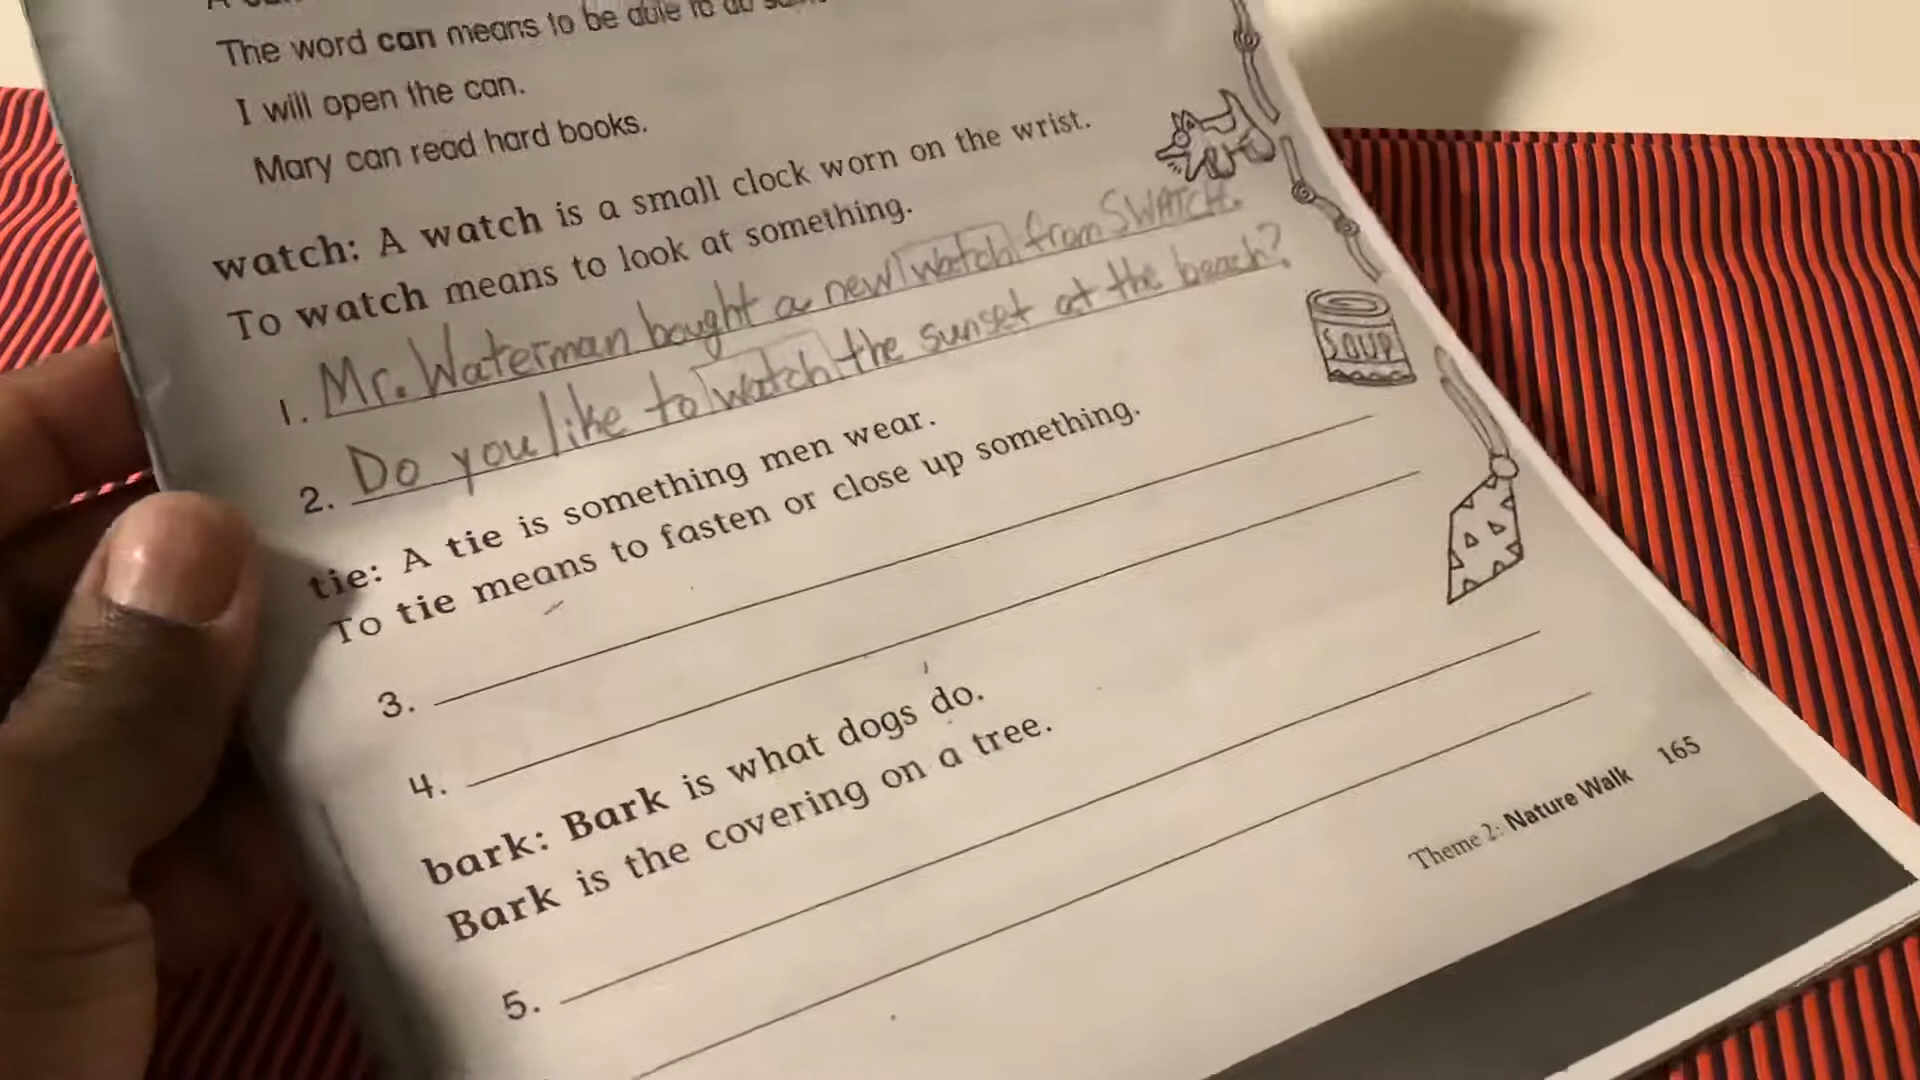 The word can means to be able to do
I will open the can.
Mary can read hard books.
watch: A watch is a small clock worn on the wrist.
To watch means to look at something.
1. Mr. Waterman bought a new watch from SWATCH.
2. Do you like to watch the sunset at the beach?
SOUP
tie: A tie is something men wear.
To tie means to fasten or close up something.
3.
4.
bark: Bark is what dogs do.
Bark is the covering on a tree.
5.
Theme 2: Nature Walk 165